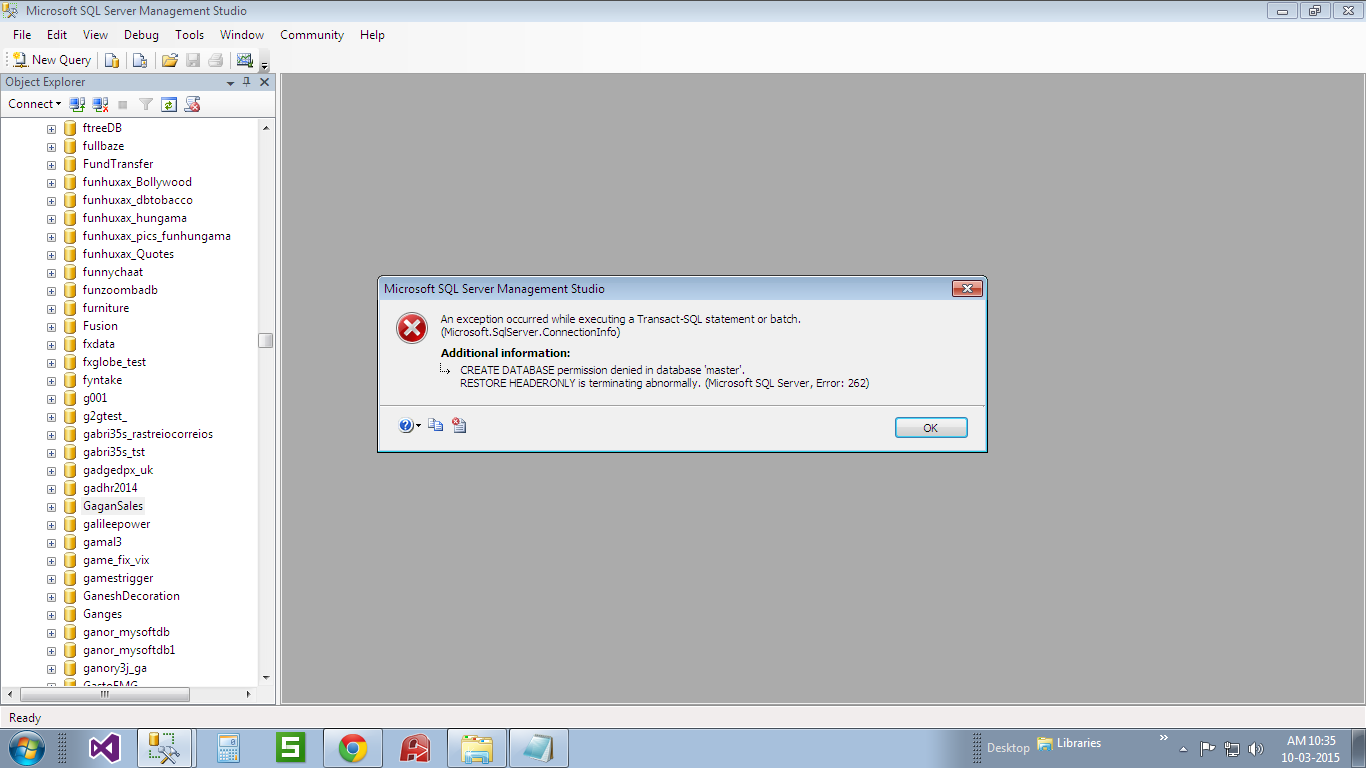 Microsoft SQL Server Management Studio
File Edit View Debug Tools Window Community Help
New Query
Object Explorer
Connect
ftreeDB
fullbaze
FundTransfer
funhuxax_Bollywood
funhuxax_dbtobacco
funhuxax_hungama
funhuxax_pics_funhungama
funhuxax_Quotes
funnychaat
funzoombadb
furniture
Fusion
fxdata
fxglobe_test
fyntake
g001
g2gtest_
gabri35s_rastreiocorreios
gabri35s_tst
gadgedpx_uk
gadhr2014
GaganSales
galileepower
gamal3
game_fix_vix
gamestrigger
GaneshDecoration
Ganges
ganor_mysoftdb
ganor_mysoftdb1
ganory3j_ga
Microsoft SQL Server Management Studio
An exception occurred while executing a Transact-SQL statement or batch.
(Microsoft.SqlServer.ConnectionInfo)
Additional information:
CREATE DATABASE permission denied in database 'master'.
RESTORE HEADERONLY is terminating abnormally. (Microsoft SQL Server, Error: 262)
OK
Ready
S
Desktop
Libraries
AM 10:35
10-03-2015